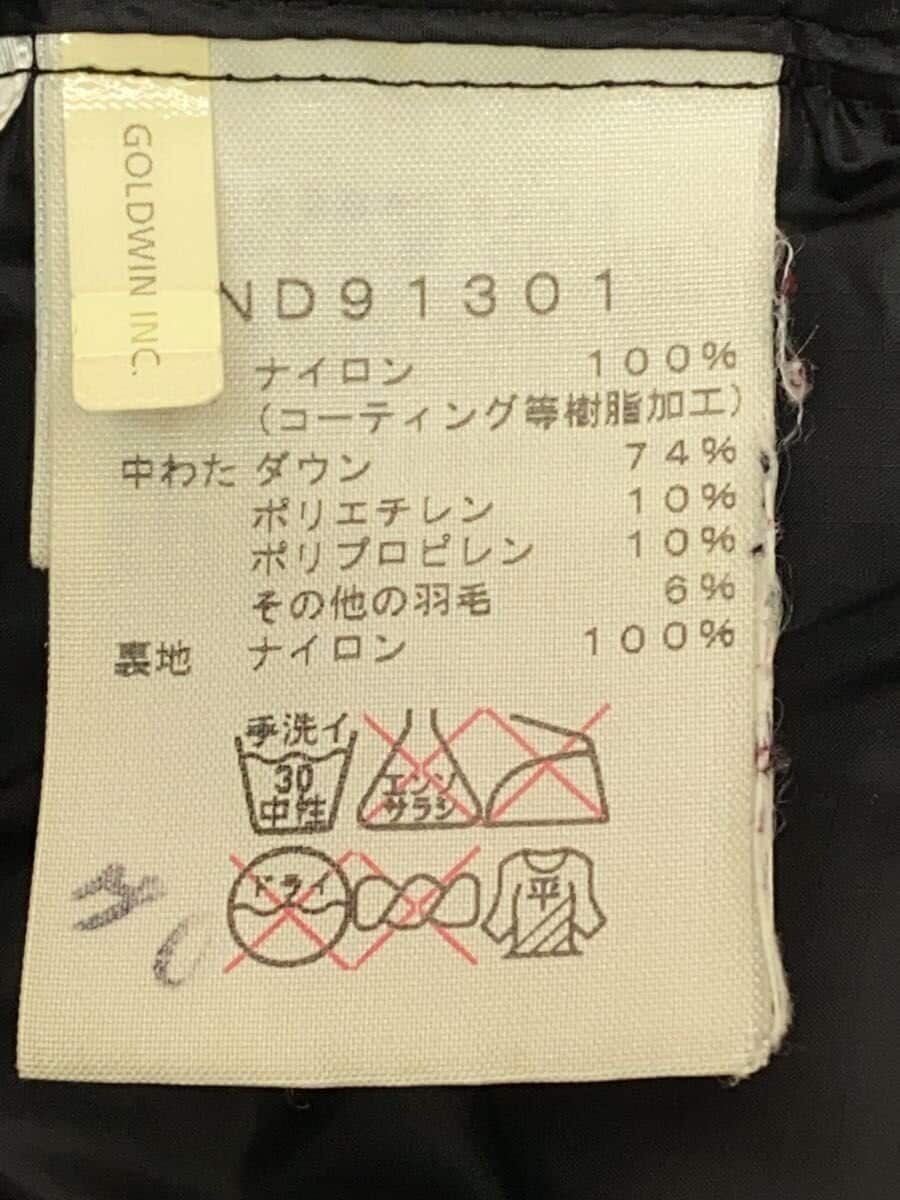 GOLDWIN INC.
ND91301
ナイロン 100%
(コーティング等樹脂加工)
中わた ダウン 74%
ポリエチレン 10%
ポリプロピレン 10%
その他の羽毛 6%
裏地 ナイロン 100%
手洗イ
30
中性
エンソ
サラシ
ドライ
平